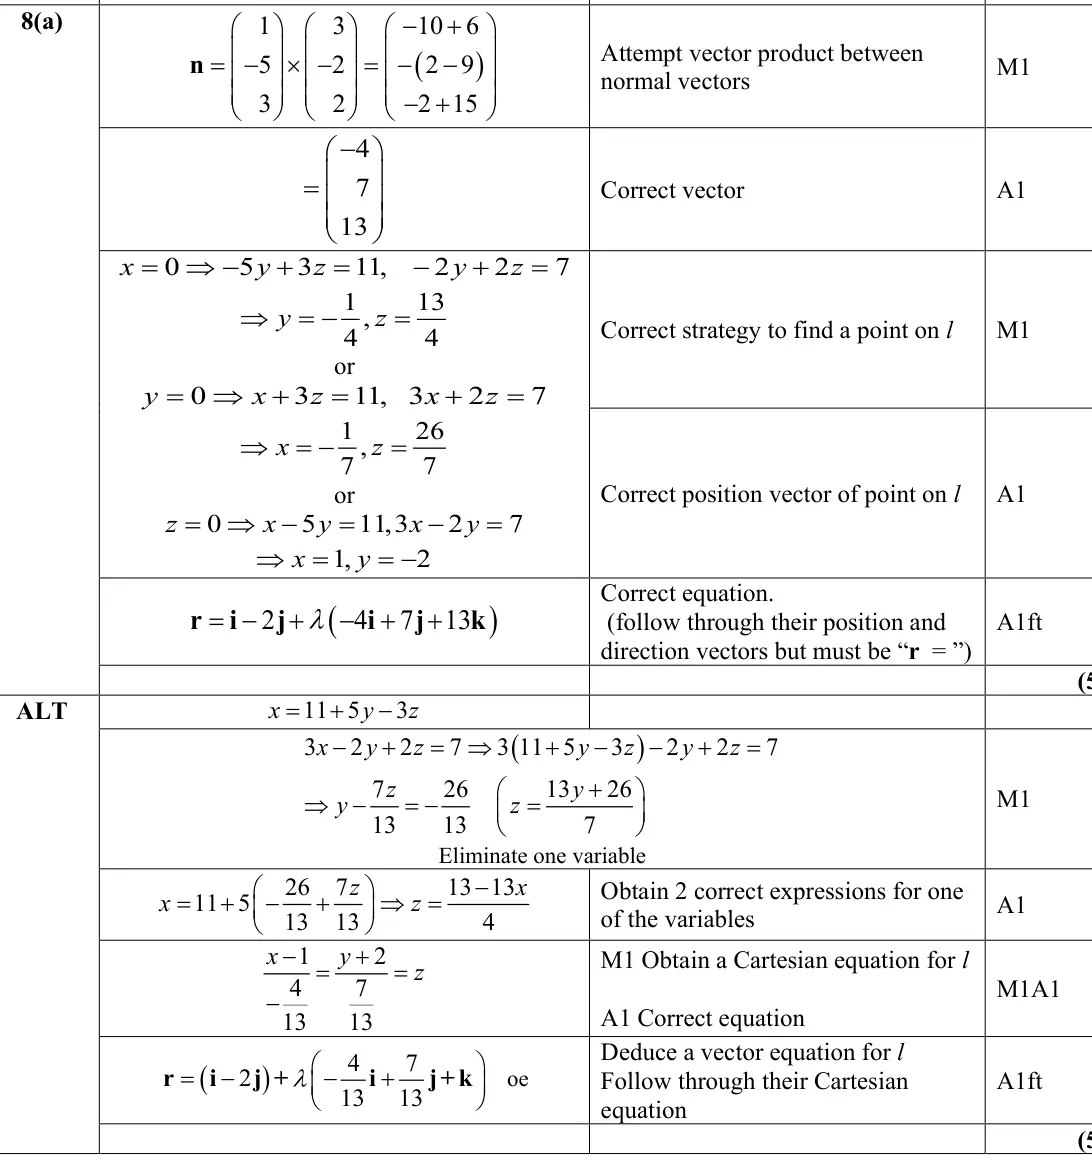 8(a)
n = (1, −5, 3) × (3, −2, 2) = (−10 + 6, −(2 − 9), −2 + 15)
Attempt vector product between
normal vectors
M1
= (−4, 7, 13)
Correct vector
A1
x = 0 ⇒ −5y + 3z = 11,   −2y + 2z = 7
⇒ y = −1/4, z = 13/4
or
y = 0 ⇒ x + 3z = 11,   3x + 2z = 7
Correct strategy to find a point on l
M1
⇒ x = −1/7, z = 26/7
or
z = 0 ⇒ x − 5y = 11, 3x − 2y = 7
⇒ x = 1, y = −2
Correct position vector of point on l
A1
r = i − 2j + λ(−4i + 7j + 13k)
Correct equation.
(follow through their position and
direction vectors but must be “r = ”)
A1ft
(5
ALT
x = 11 + 5y − 3z
3x − 2y + 2z = 7 ⇒ 3(11 + 5y − 3z) − 2y + 2z = 7
⇒ y − 7z/13 = −26/13   (z = (13y + 26)/7)
Eliminate one variable
M1
x = 11 + 5(−26/13 + 7z/13) ⇒ z = (13 − 13x)/4
Obtain 2 correct expressions for one
of the variables
A1
(x − 1)/(−4/13) = (y + 2)/(7/13) = z
M1 Obtain a Cartesian equation for l
A1 Correct equation
M1A1
r = (i − 2j) + λ(−4/13 i + 7/13 j + k)   oe
Deduce a vector equation for l
Follow through their Cartesian
equation
A1ft
(5